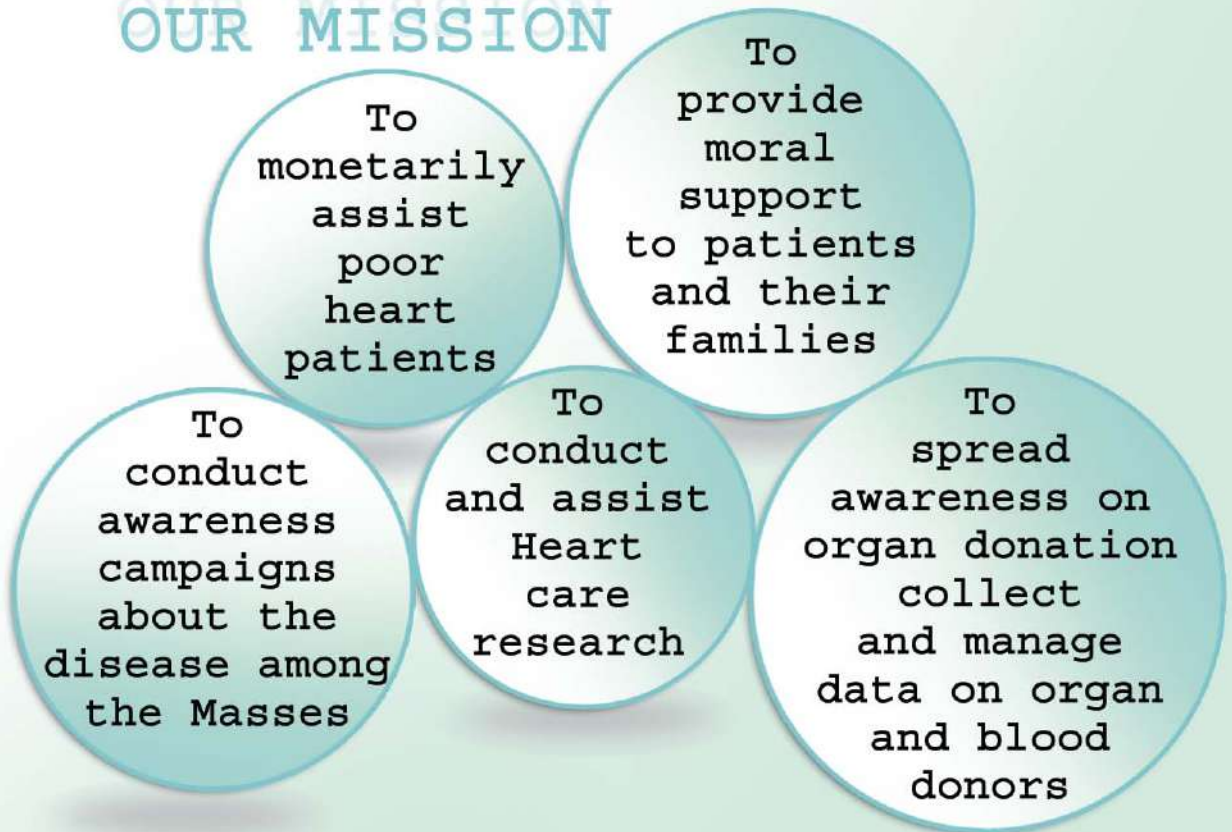 OUR MISSION
To
monetarily
assist
poor
heart
patients
To
provide
moral
support
to patients
and their
families
To
conduct
awareness
campaigns
about the
disease among
the Masses
To
conduct
and assist
Heart
care
research
To
spread
awareness on
organ donation
collect
and manage
data on organ
and blood
donors